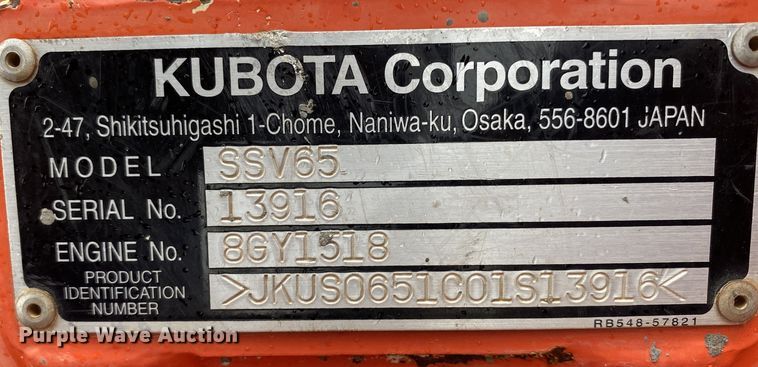 KUBOTA Corporation
2-47, Shikitsuhigashi 1-Chome, Naniwa-ku, Osaka, 556-8601 JAPAN
MODEL SSV65
SERIAL No. 13916
ENGINE No. 8GY1518
PRODUCT
IDENTIFICATION
NUMBER >JKUS0651C01S13916<
RB548-57821
Purple Wave Auction